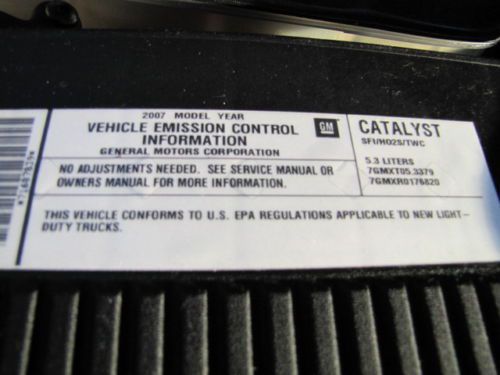 2007 MODEL YEAR
VEHICLE EMISSION CONTROL
INFORMATION
GENERAL MOTORS CORPORATION
GM
CATALYST
SFI/HO2S/TWC
5.3 LITERS
7GMXT05.3379
7GMXR0176820
NO ADJUSTMENTS NEEDED. SEE SERVICE MANUAL OR
OWNERS MANUAL FOR MORE INFORMATION.
THIS VEHICLE CONFORMS TO U.S. EPA REGULATIONS APPLICABLE TO NEW LIGHT-
DUTY TRUCKS.